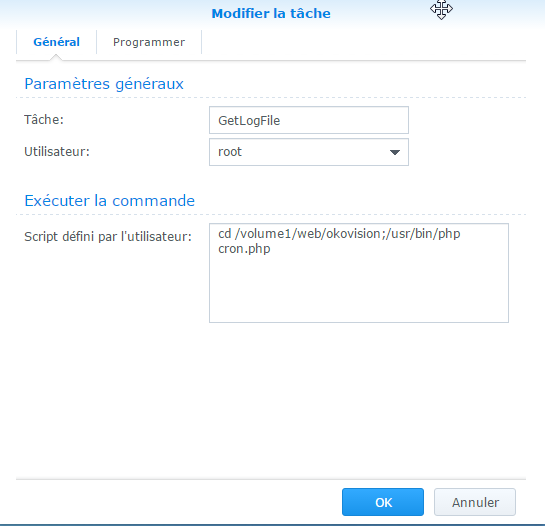 Modifier la tâche
Général
Programmer
Paramètres généraux
Tâche:
GetLogFile
Utilisateur:
root
Exécuter la commande
Script défini par l'utilisateur:
cd /volume1/web/okovision;/usr/bin/php
cron.php
OK
Annuler